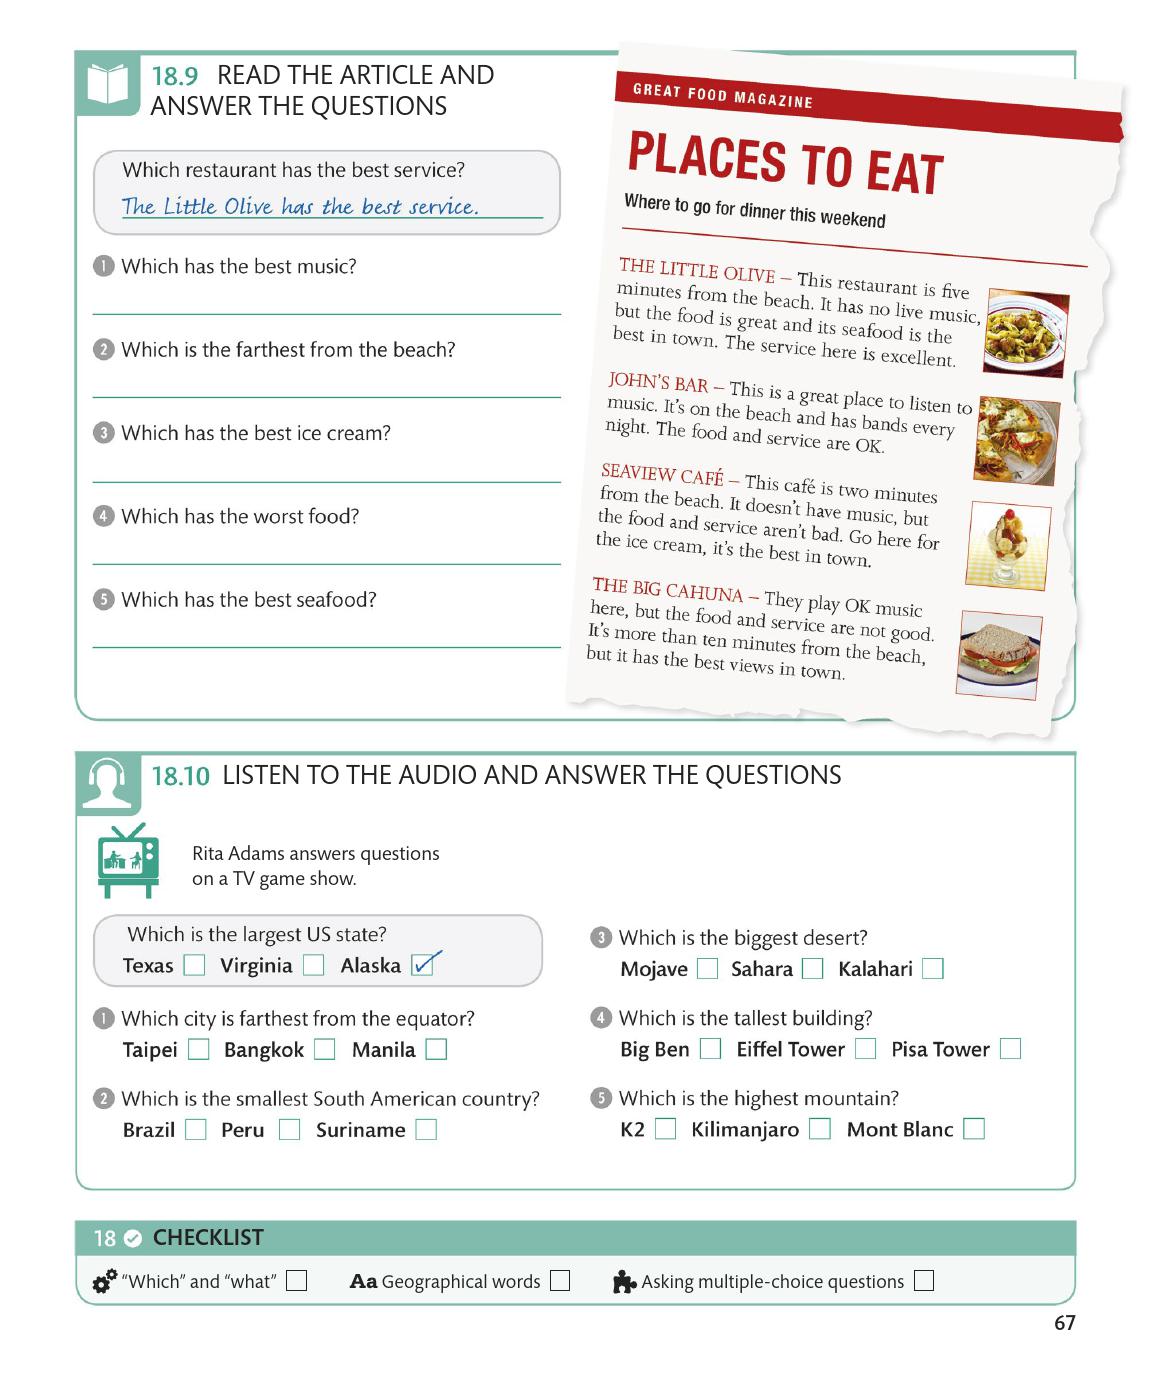 18.9 READ THE ARTICLE AND
ANSWER THE QUESTIONS
Which restaurant has the best service?
The Little Olive has the best service.
1 Which has the best music?
2 Which is the farthest from the beach?
3 Which has the best ice cream?
4 Which has the worst food?
5 Which has the best seafood?
GREAT FOOD MAGAZINE
PLACES TO EAT
Where to go for dinner this weekend
THE LITTLE OLIVE – This restaurant is five
minutes from the beach. It has no live music,
but the food is great and its seafood is the
best in town. The service here is excellent.
JOHN'S BAR – This is a great place to listen to
music. It's on the beach and has bands every
night. The food and service are OK.
SEAVIEW CAFÉ – This café is two minutes
from the beach. It doesn't have music, but
the food and service aren't bad. Go here for
the ice cream, it's the best in town.
THE BIG CAHUNA – They play OK music
here, but the food and service are not good.
It's more than ten minutes from the beach,
but it has the best views in town.
18.10 LISTEN TO THE AUDIO AND ANSWER THE QUESTIONS
Rita Adams answers questions
on a TV game show.
Which is the largest US state?
Texas Virginia Alaska
1 Which city is farthest from the equator?
Taipei Bangkok Manila
2 Which is the smallest South American country?
Brazil Peru Suriname
3 Which is the biggest desert?
Mojave Sahara Kalahari
4 Which is the tallest building?
Big Ben Eiffel Tower Pisa Tower
5 Which is the highest mountain?
K2 Kilimanjaro Mont Blanc
18 CHECKLIST
"Which" and "what" Aa Geographical words Asking multiple-choice questions
67